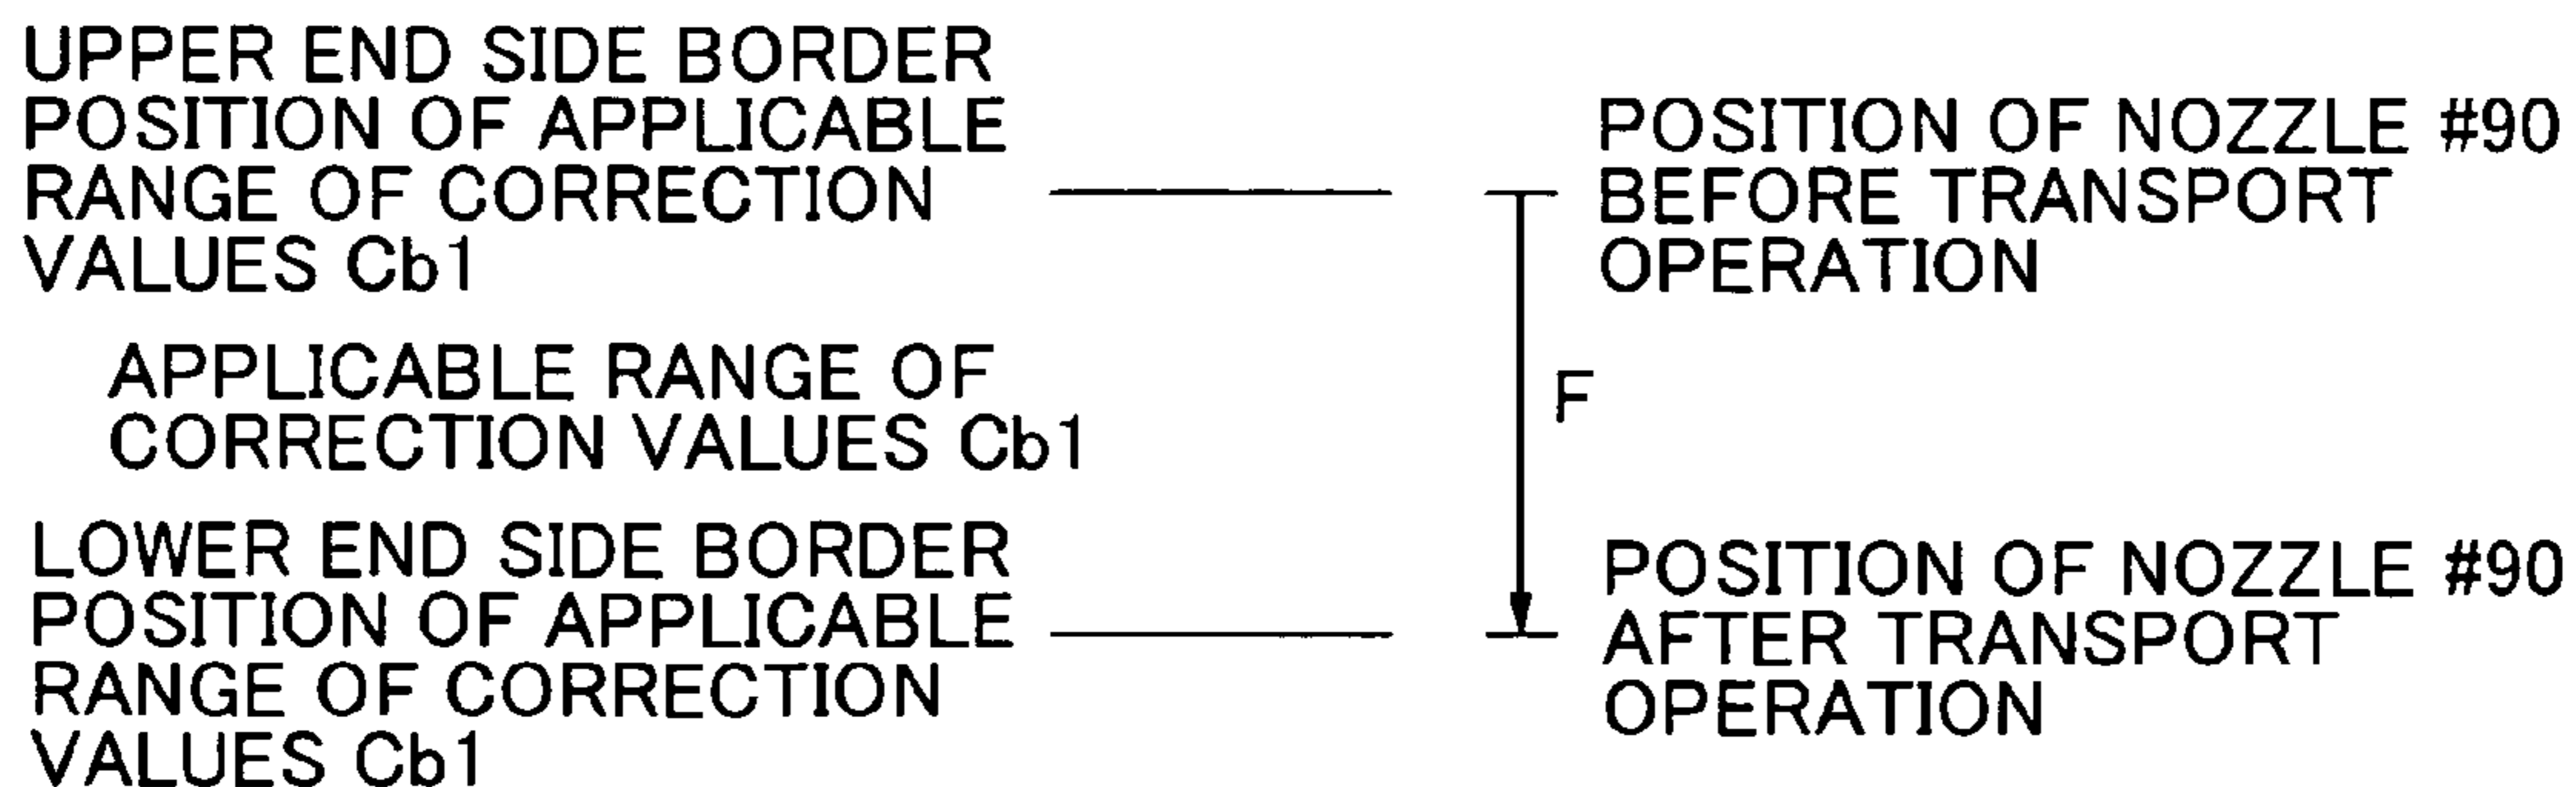 UPPER END SIDE BORDER
POSITION OF APPLICABLE
RANGE OF CORRECTION
VALUES Cb1
POSITION OF NOZZLE #90
BEFORE TRANSPORT
OPERATION
APPLICABLE RANGE OF
CORRECTION VALUES Cb1
F
LOWER END SIDE BORDER
POSITION OF APPLICABLE
RANGE OF CORRECTION
VALUES Cb1
POSITION OF NOZZLE #90
AFTER TRANSPORT
OPERATION